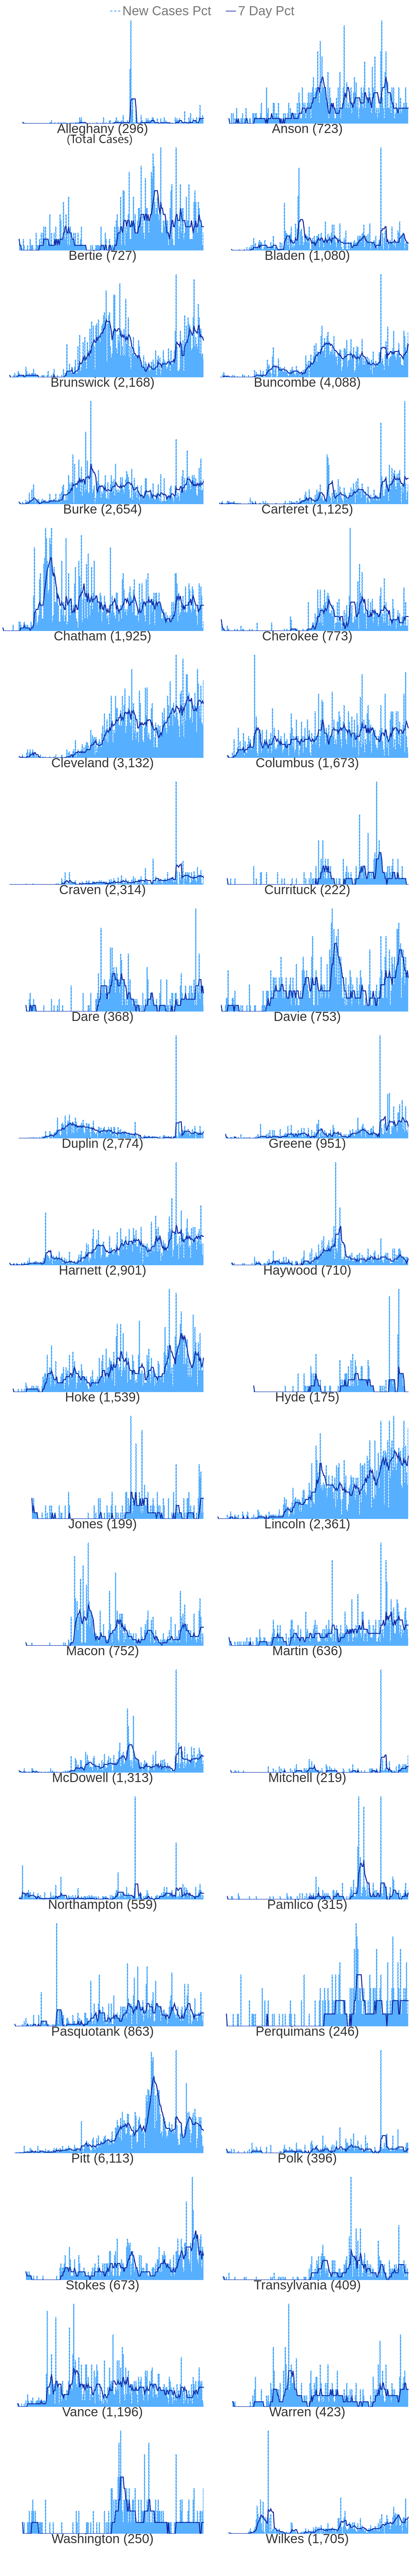 New Cases Pct 7 Day Pct
Alleghany (296) Anson (723)
(Total Cases)
Bertie (727) Bladen (1,080)
Brunswick (2,168) Buncombe (4,088)
Burke (2,654) Carteret (1,125)
Chatham (1,925) Cherokee (773)
Cleveland (3,132) Columbus (1,673)
Craven (2,314) Currituck (222)
Dare (368) Davie (753)
Duplin (2,774) Greene (951)
Harnett (2,901) Haywood (710)
Hoke (1,539) Hyde (175)
Jones (199) Lincoln (2,361)
Macon (752) Martin (636)
McDowell (1,313) Mitchell (219)
Northampton (559) Pamlico (315)
Pasquotank (863) Perquimans (246)
Pitt (6,113) Polk (396)
Stokes (673) Transylvania (409)
Vance (1,196) Warren (423)
Washington (250) Wilkes (1,705)